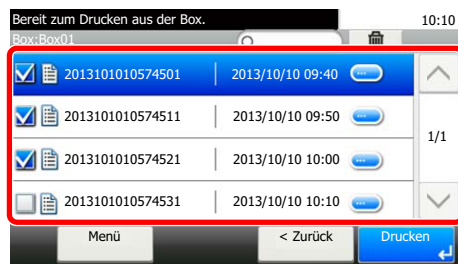 Bereit zum Drucken aus der Box. 10:10
Box:Box01
2013101010574501 2013/10/10 09:40
2013101010574511 2013/10/10 09:50
2013101010574521 2013/10/10 10:00
1/1
2013101010574531 2013/10/10 10:10
Menü < Zurück Drucken